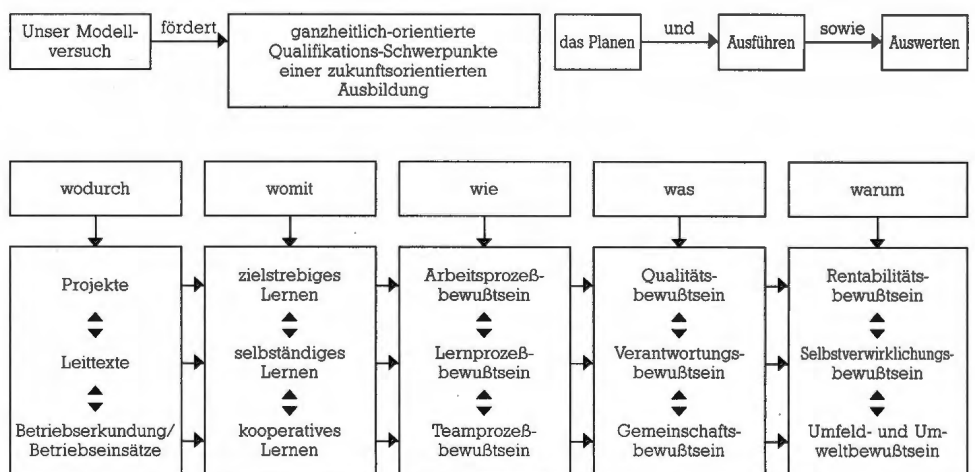 Unser Modell-
versuch
fördert
ganzheitlich-orientierte
Qualifikations-Schwerpunkte
einer zukunftsorientierten
Ausbildung
das Planen
und
Ausführen
sowie
Auswerten
wodurch
womit
wie
was
warum
Projekte
Leittexte
Betriebserkundung/
Betriebseinsätze
zielstrebiges
Lernen
selbständiges
Lernen
kooperatives
Lernen
Arbeitsprozeß-
bewußtsein
Lernprozeß-
bewußtsein
Teamprozeß-
bewußtsein
Qualitäts-
bewußtsein
Verantwortungs-
bewußtsein
Gemeinschafts-
bewußtsein
Rentabilitäts-
bewußtsein
Selbstverwirklichungs-
bewußtsein
Umfeld- und Um-
weltbewußtsein